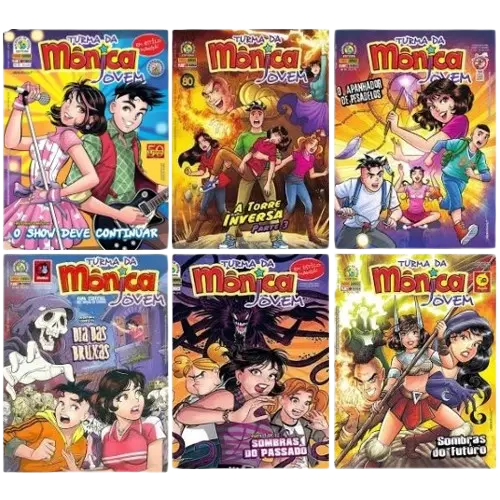 TURMA DA
Mônica
JOVEM
O SHOW DEVE CONTINUAR
TURMA DA
Mônica
JOVEM
80
A TORRE
INVERSA
PARTE 3
TURMA DA
Mônica
JOVEM
O APANHADOR
DE PESADELOS
TURMA DA
Mônica
JOVEM
DIA DAS
BRUXAS
TURMA DA
Mônica
JOVEM
SOMBRAS
DO PASSADO
TURMA DA
Mônica
JOVEM
Sombras
do futuro